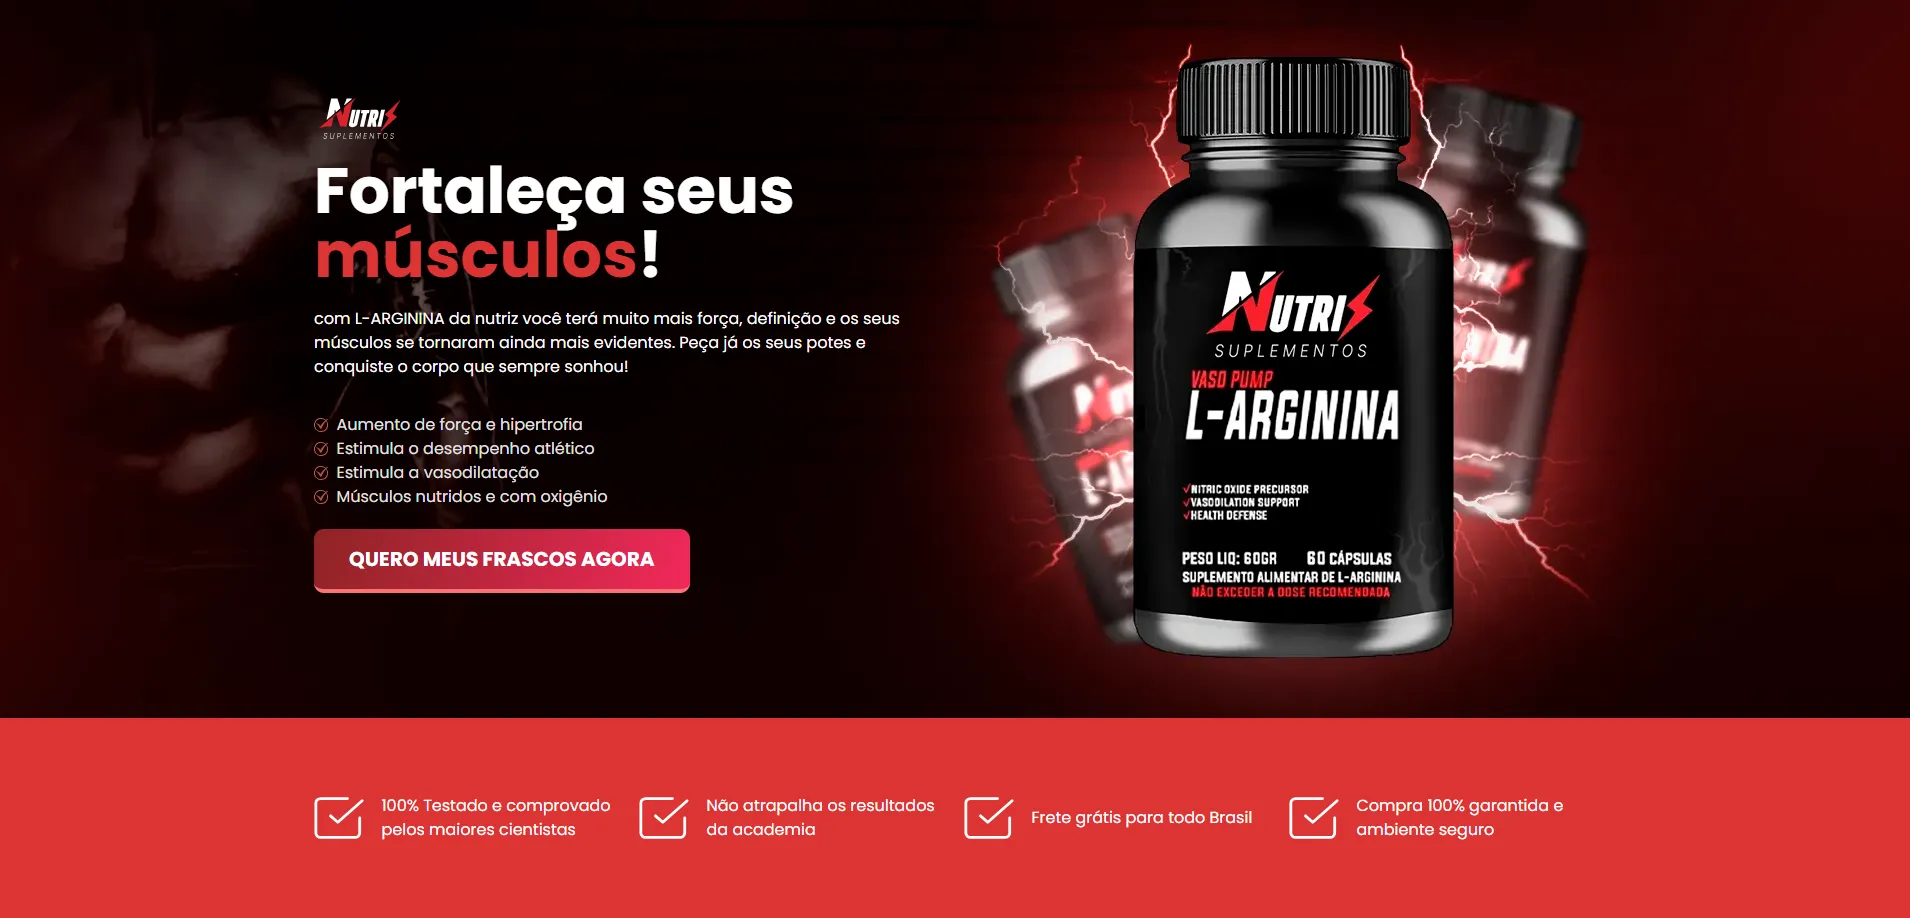 NUTRIS
SUPLEMENTOS
Fortaleça seus
músculos!
com L-ARGININA da nutriz você terá muito mais força, definição e os seus
músculos se tornaram ainda mais evidentes. Peça já os seus potes e
conquiste o corpo que sempre sonhou!
Aumento de força e hipertrofia
Estimula o desempenho atlético
Estimula a vasodilatação
Músculos nutridos e com oxigênio
QUERO MEUS FRASCOS AGORA
NUTRIS
SUPLEMENTOS
VASO PUMP
L-ARGININA
NITRIC OXIDE PRECURSOR
VASODILATION SUPPORT
HEALTH DEFENSE
PESO LIQ: 60GR 60 CÁPSULAS
SUPLEMENTO ALIMENTAR DE L-ARGININA
NÃO EXCEDER A DOSE RECOMENDADA
100% Testado e comprovado
pelos maiores cientistas
Não atrapalha os resultados
da academia
Frete grátis para todo Brasil
Compra 100% garantida e
ambiente seguro